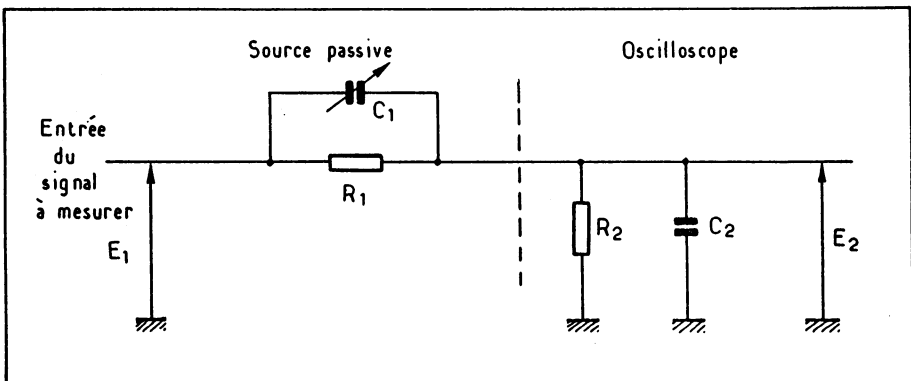 Source passive
Oscilloscope
C1
Entrée
du
signal
à mesurer
R1
E1
R2
C2
E2